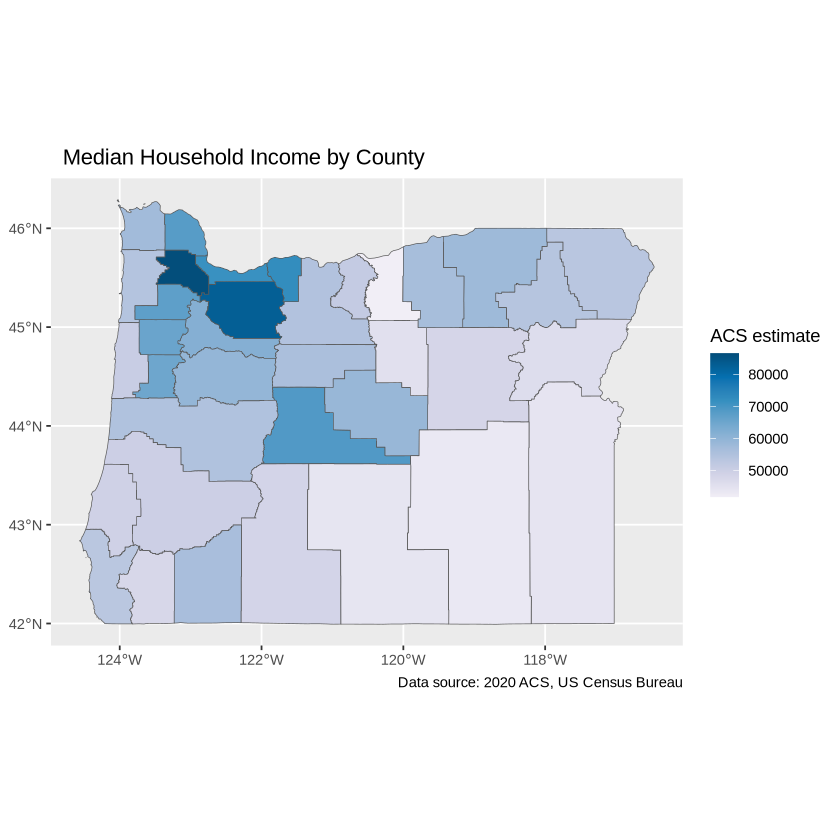 Median Household Income by County
46°N
45°N
44°N
43°N
42°N
124°W 122°W 120°W 118°W
Data source: 2020 ACS, US Census Bureau
ACS estimate
80000
70000
60000
50000